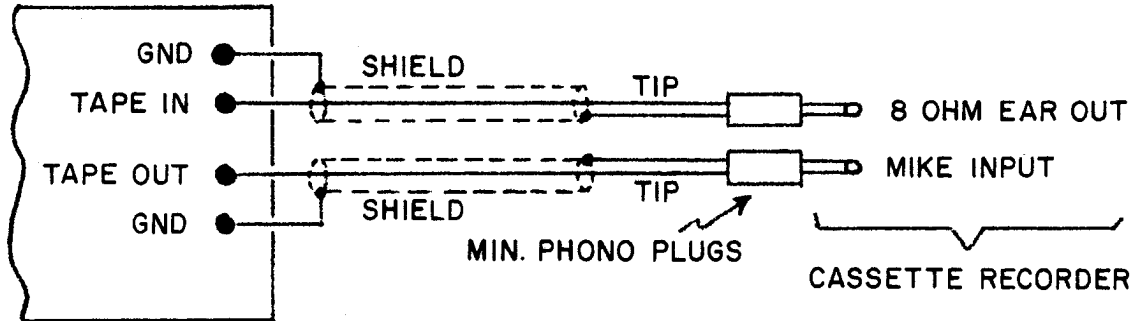 GND
SHIELD
TAPE IN
TIP
8 OHM EAR OUT
TAPE OUT
MIKE INPUT
TIP
GND
SHIELD
MIN. PHONO PLUGS
CASSETTE RECORDER